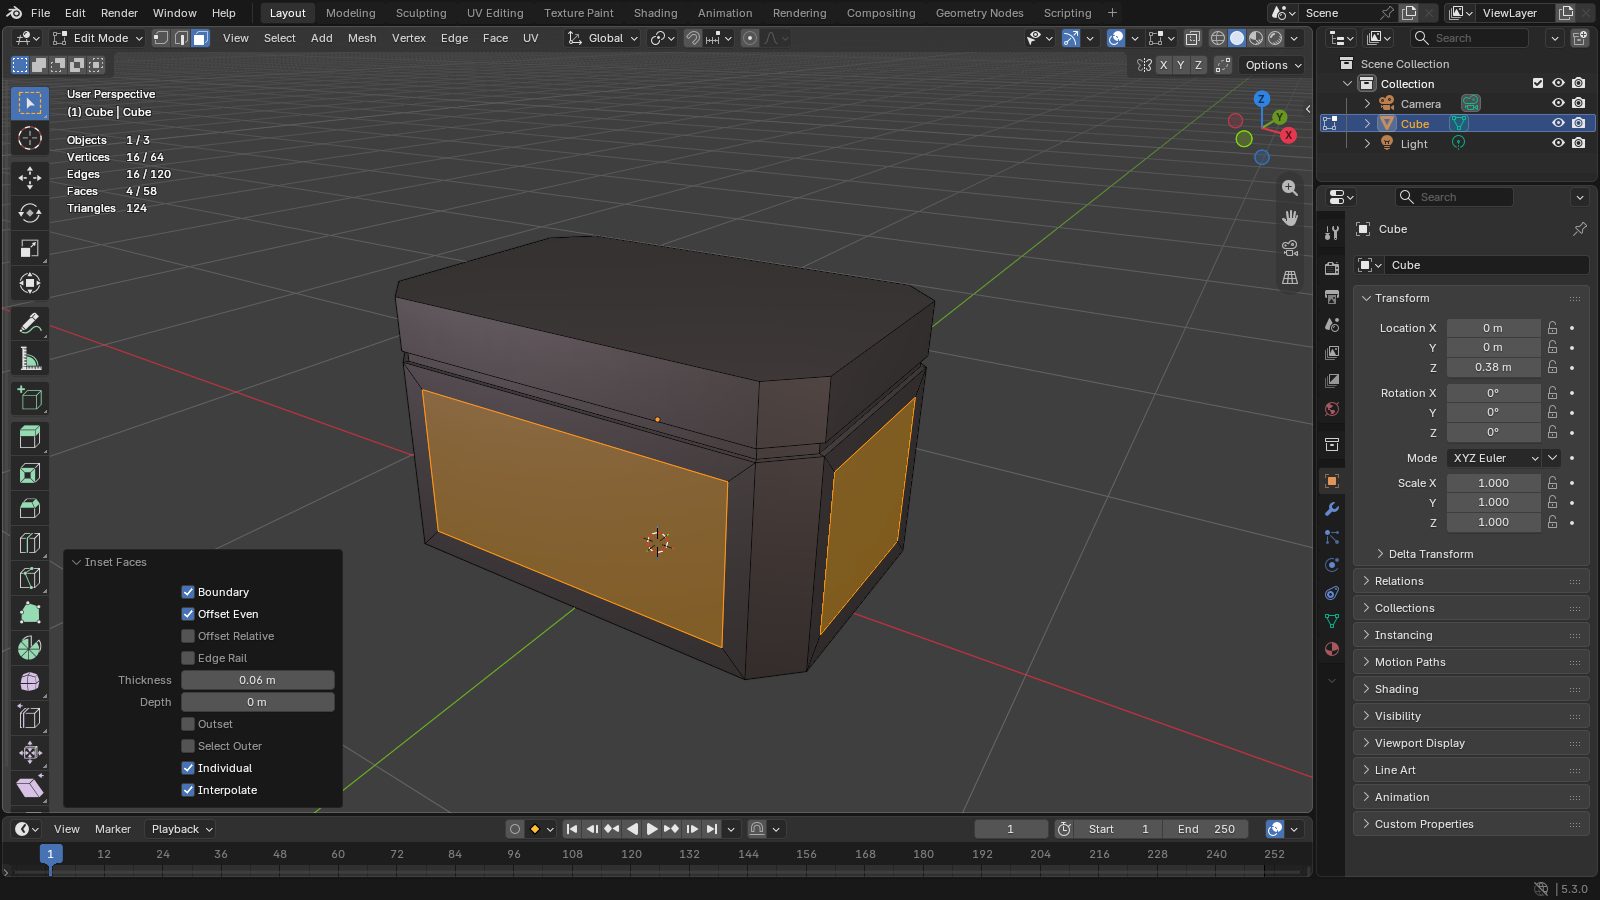 File Edit Render Window Help Layout Modeling Sculpting UV Editing Texture Paint Shading Animation Rendering Compositing Geometry Nodes Scripting + Scene ViewLayer
Edit Mode View Select Add Mesh Vertex Edge Face UV Global Search
X Y Z Options
User Perspective
(1) Cube | Cube
Objects 1 / 3
Vertices 16 / 64
Edges 16 / 120
Faces 4 / 58
Triangles 124
Z
Y
X
Scene Collection
Collection
Camera
Cube
Light
Search
Cube
Cube
Transform
Location X 0 m
Y 0 m
Z 0.38 m
Rotation X 0°
Y 0°
Z 0°
Mode XYZ Euler
Scale X 1.000
Y 1.000
Z 1.000
Delta Transform
Relations
Collections
Instancing
Motion Paths
Shading
Visibility
Viewport Display
Line Art
Animation
Custom Properties
Inset Faces
Boundary
Offset Even
Offset Relative
Edge Rail
Thickness 0.06 m
Depth 0 m
Outset
Select Outer
Individual
Interpolate
View Marker Playback 1 Start 1 End 250
1 12 24 36 48 60 72 84 96 108 120 132 144 156 168 180 192 204 216 228 240 252
5.3.0